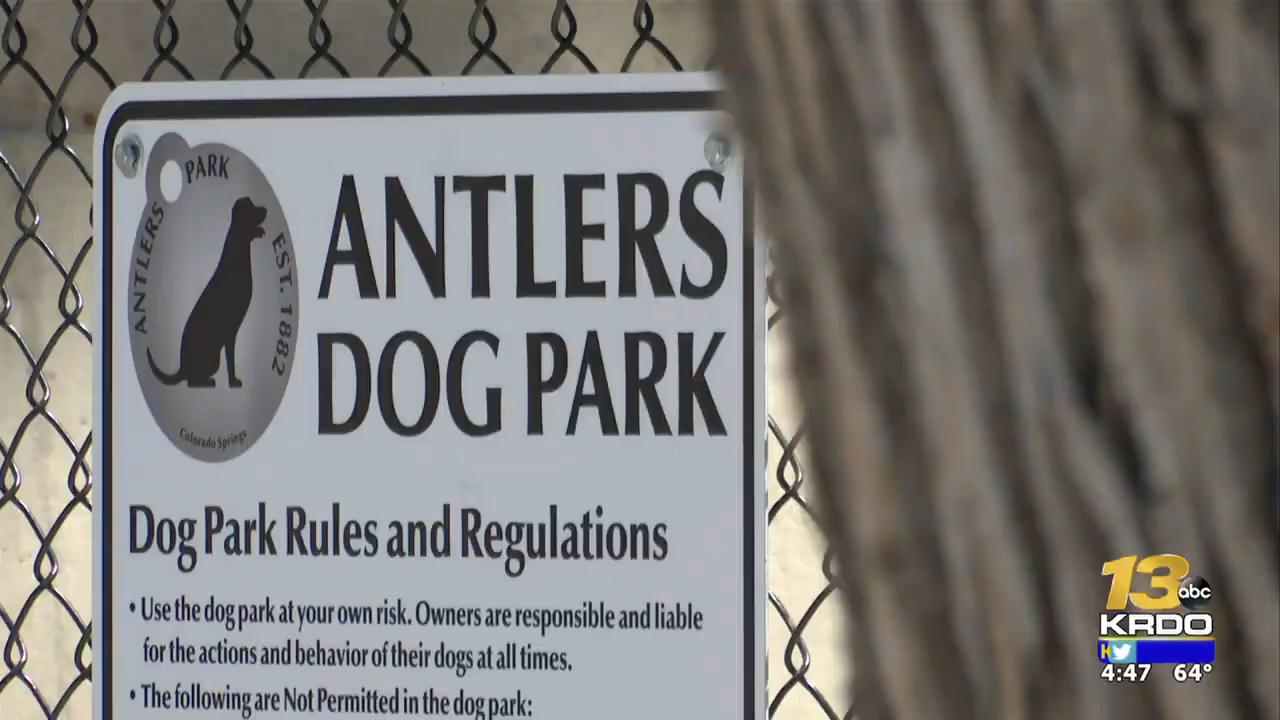 ANTLERS PARK EST. 1882
Colorado Springs
ANTLERS
DOG PARK
Dog Park Rules and Regulations
• Use the dog park at your own risk. Owners are responsible and liable
for the actions and behavior of their dogs at all times.
• The following are Not Permitted in the dog park:
13 abc
KRDO
K
4:47 64°